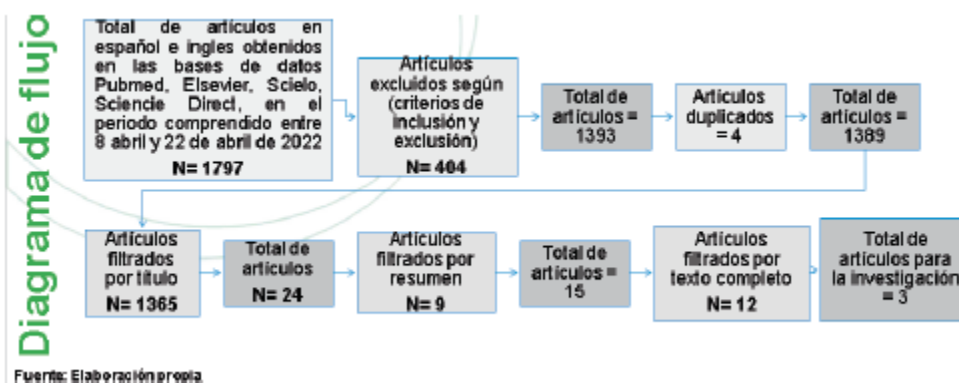 Diagrama de flujo
Total de artículos en
español e ingles obtenidos
en las bases de datos
Pubmed, Elsevier, Scielo,
Sciencie Direct, en el
periodo comprendido entre
8 abril y 22 de abril de 2022
N= 1797
Artículos
excluidos según
(criterios de
inclusión y
exclusión)
N= 404
Total de
artículos =
1393
Artículos
duplicados
= 4
Total de
artículos =
1389
Artículos
filtrados
por título
N= 1365
Total de
artículos
N= 24
Artículos
filtrados por
resumen
N= 9
Total de
artículos =
15
Artículos
filtrados por
texto completo
N= 12
Total de
artículos para
la investigación
= 3
Fuente: Elaboración propia